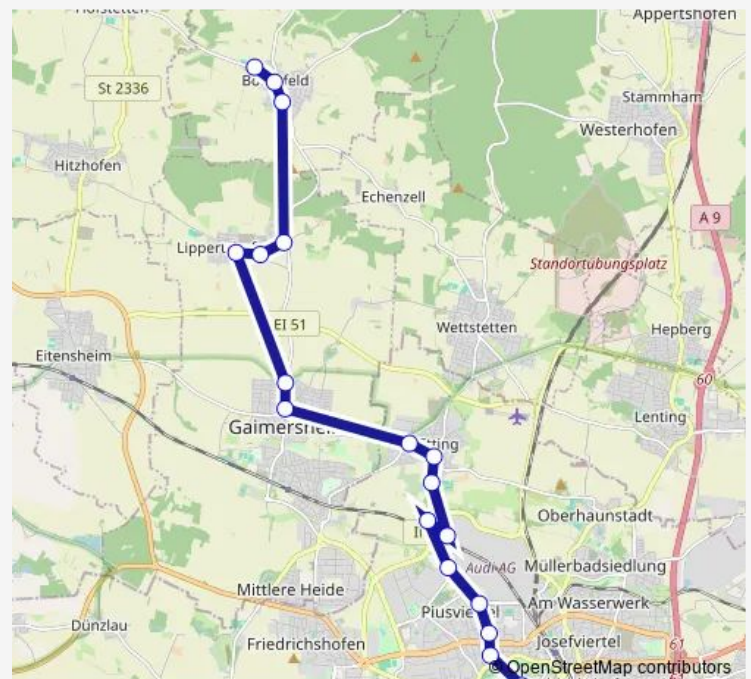 Appertshofen
St 2336
Stammham
Westerhofen
Hitzhofen
Echenzell
A 9
Standortübungsplatz
EI 51
Wettstetten
Hepberg
Eitensheim
60
Lenting
Oberhaunstadt
Audi AG
Müllerbadsiedlung
Mittlere Heide
Am Wasserwerk
Dünzlau
Friedrichshofen
Josefviertel
61
© OpenStreetMap contributors